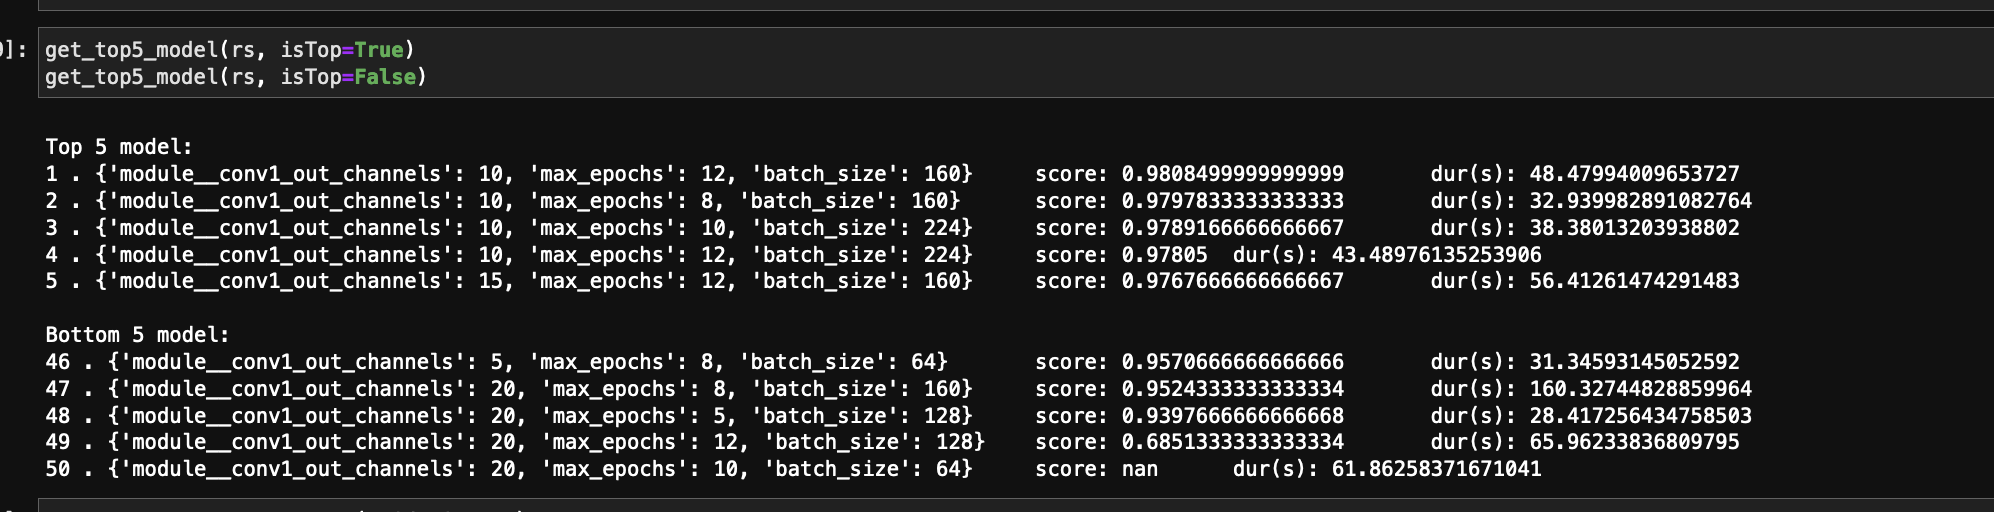 ]:
get_top5_model(rs, isTop=True)
get_top5_model(rs, isTop=False)
Top 5 model:
1 . {'module__conv1_out_channels': 10, 'max_epochs': 12, 'batch_size': 160} score: 0.9808499999999999 dur(s): 48.47994009653727
2 . {'module__conv1_out_channels': 10, 'max_epochs': 8, 'batch_size': 160} score: 0.9797833333333333 dur(s): 32.939982891082764
3 . {'module__conv1_out_channels': 10, 'max_epochs': 10, 'batch_size': 224} score: 0.9789166666666667 dur(s): 38.38013203938802
4 . {'module__conv1_out_channels': 10, 'max_epochs': 12, 'batch_size': 224} score: 0.97805 dur(s): 43.48976135253906
5 . {'module__conv1_out_channels': 15, 'max_epochs': 12, 'batch_size': 160} score: 0.9767666666666667 dur(s): 56.41261474291483
Bottom 5 model:
46 . {'module__conv1_out_channels': 5, 'max_epochs': 8, 'batch_size': 64} score: 0.9570666666666666 dur(s): 31.34593145052592
47 . {'module__conv1_out_channels': 20, 'max_epochs': 8, 'batch_size': 160} score: 0.9524333333333334 dur(s): 160.32744828859964
48 . {'module__conv1_out_channels': 20, 'max_epochs': 5, 'batch_size': 128} score: 0.9397666666666668 dur(s): 28.417256434758503
49 . {'module__conv1_out_channels': 20, 'max_epochs': 12, 'batch_size': 128} score: 0.6851333333333334 dur(s): 65.96233836809795
50 . {'module__conv1_out_channels': 20, 'max_epochs': 10, 'batch_size': 64} score: nan dur(s): 61.86258371671041